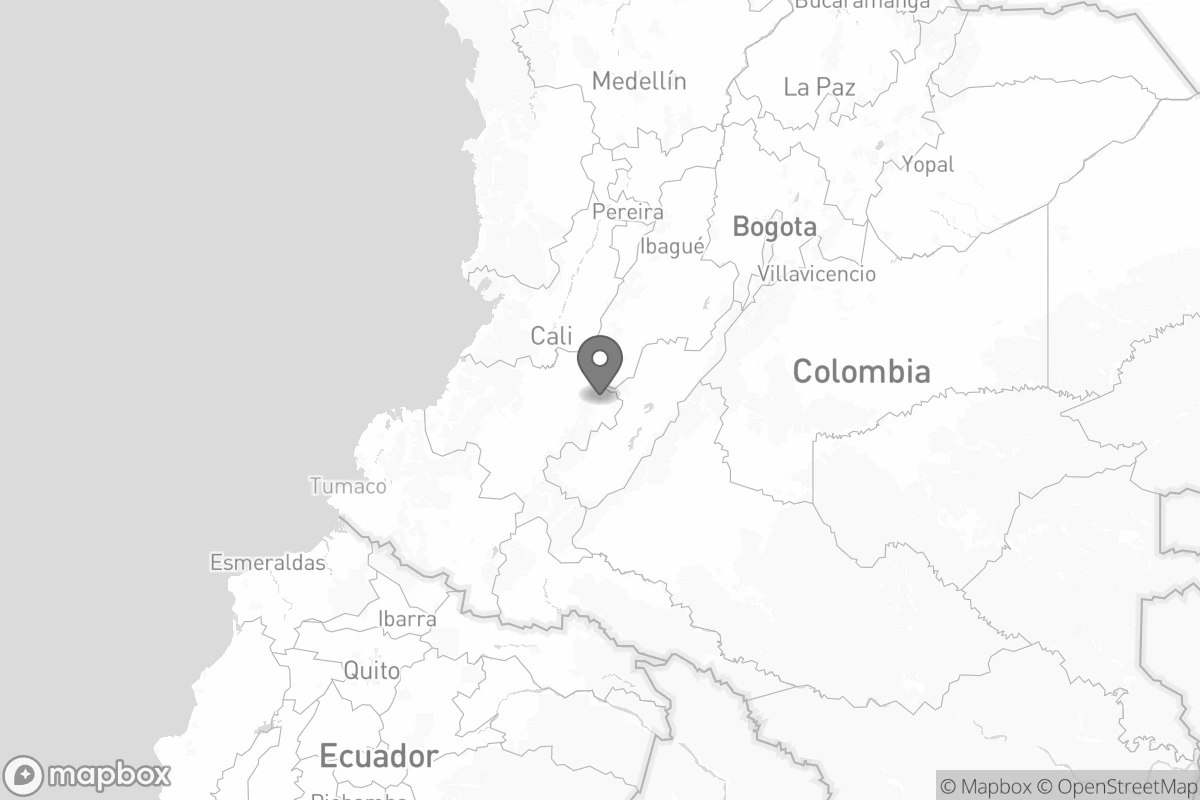 Bucaramanga
Medellín
La Paz
Yopal
Pereira
Bogota
Ibagué
Villavicencio
Cali
Colombia
Tumaco
Esmeraldas
Ibarra
Quito
Ecuador
Riobamba
mapbox
© Mapbox © OpenStreetMap